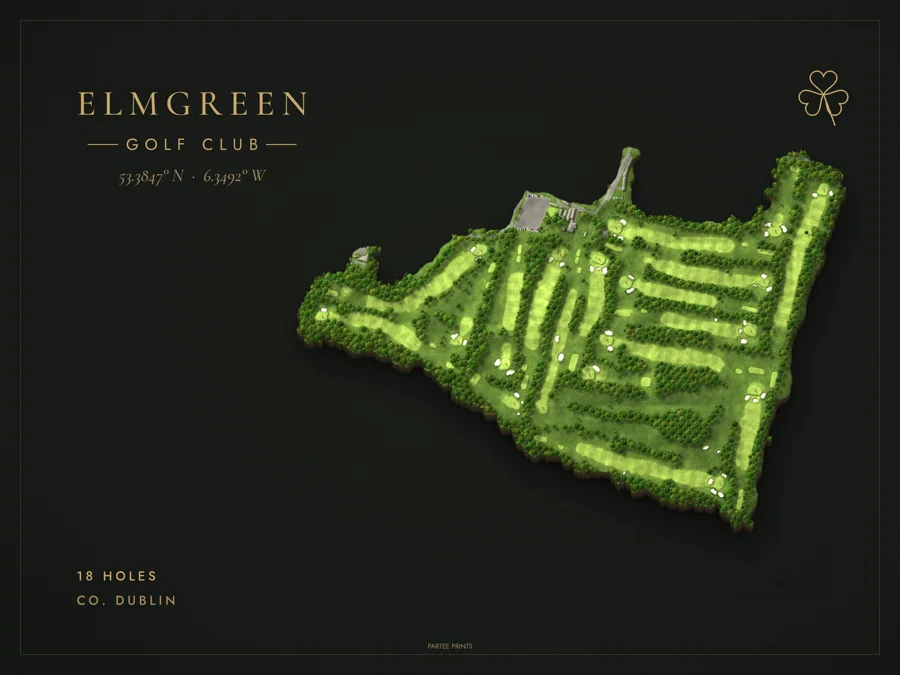 ELMGREEN
GOLF CLUB
53.3847° N · 6.3492° W
18 HOLES
CO. DUBLIN
PARTEE PRINTS